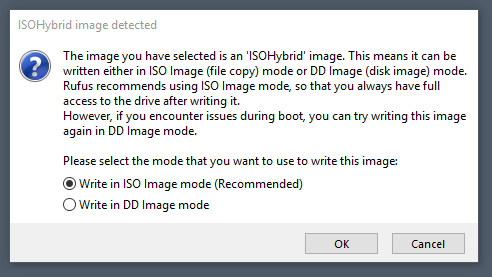 ISOHybrid image detected
The image you have selected is an 'ISOHybrid' image. This means it can be
written either in ISO Image (file copy) mode or DD Image (disk image) mode.
Rufus recommends using ISO Image mode, so that you always have full
access to the drive after writing it.
However, if you encounter issues during boot, you can try writing this image
again in DD Image mode.
Please select the mode that you want to use to write this image:
Write in ISO Image mode (Recommended)
Write in DD Image mode
OK
Cancel